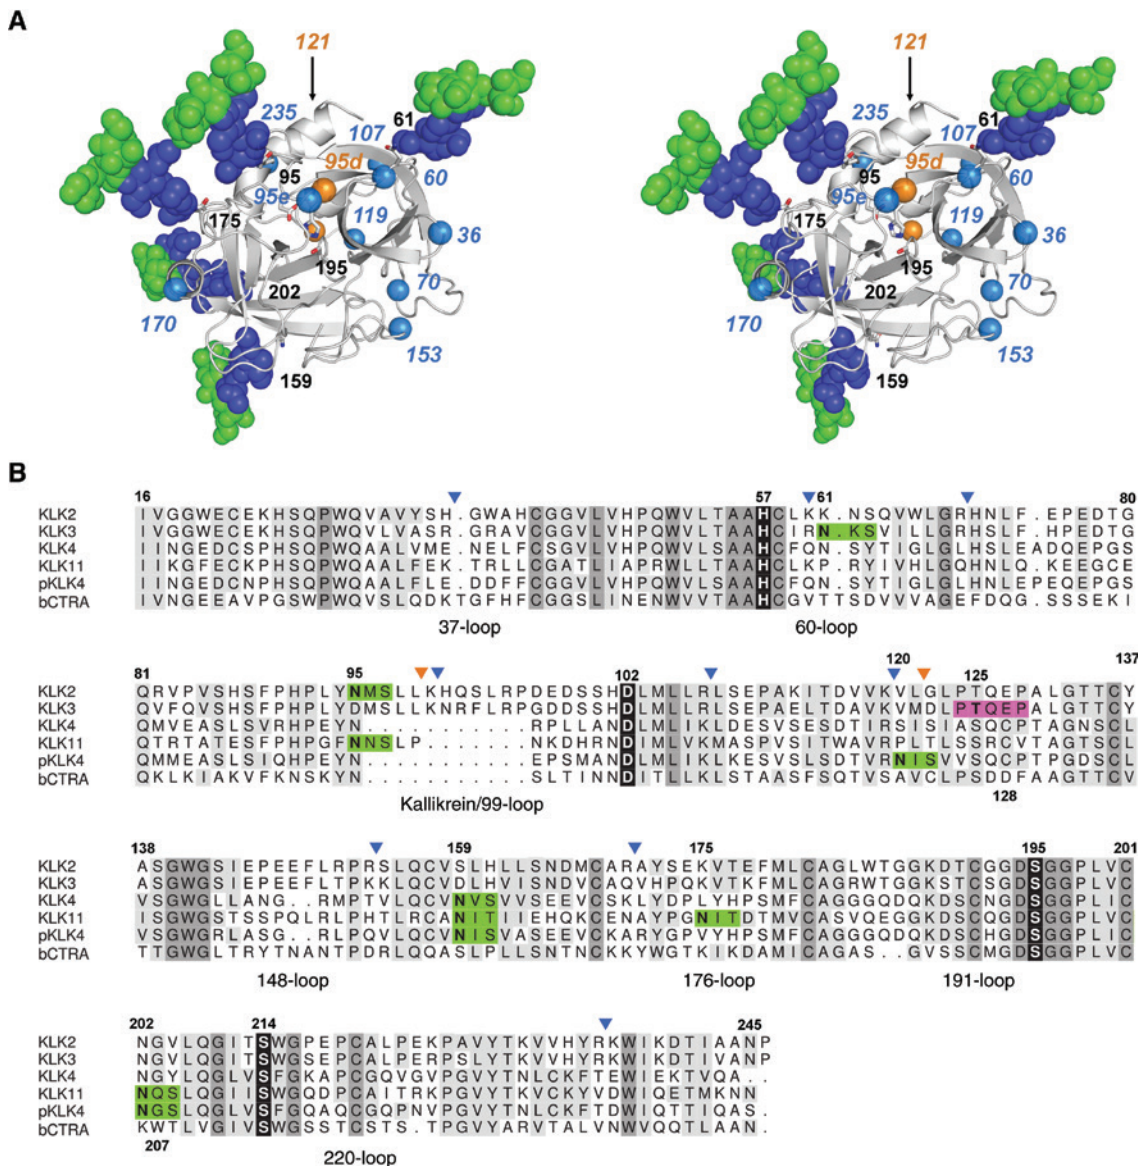 A
121
235
61
107
95d
95
60
95e
119
175
36
195
70
202
170
153
159
121
235
61
107
95d
95
60
95e
119
175
36
195
70
202
170
153
159
B
16 57 61 80
KLK2 IVGGWECEKHSQPWQVAVYSH.GWAHCGGVLVHPQWVLTAAHCLKK.NSQVWLGRHNLF.EPEDTG
KLK3 IVGGWECEKHSQPWQVLVASR.GRAVCGGVLVHPQWVLTAAHCIRN.KSVILLGRHNLF.HPEDTG
KLK4 IINGEDCSPHSQPWQAALVME.NELFCSGVLVHPQWVLSAAHCFQN.SYTIGLGLHSLEADQEPGS
KLK11 IIKGFECKPHSQPWQAALFEK.TRLLCGATLIAPRWLLTAAHCLKP.RYIVHLGQHNLQ.KEEGCE
pKLK4 IINGEDCNPHSQPWQAALFLE.DDFFCGGVLVHPQWVLSAAHCFQN.SYTIGLGLHNLEPEQEPGS
bCTRA IVNGEEAVPGSWPWQVSLQDKTGFHFCGGSLINENWVVTAAHCGVTTSDVVVAGEFDQG.SSSEKI
37-loop 60-loop
81 95 102 120 125 137
KLK2 QRVPVSHSFPHPLYNMSLLKHQSLRPDEDSSHDLMLLRLSEPAKITDVVKVLGLPTQEPALGTTCY
KLK3 QVFQVSHSFPHPLYDMSLLKNRFLRPGDDSSHDLMLLRLSEPAELTDAVKVMDLPTQEPALGTTCY
KLK4 QMVEASLSVRHPEYN...........RPLLANDLMLIKLDESVSESDTIRSISIASQCPTAGNSCL
KLK11 QTRTATESFPHPGFNNSLP.......NKDHRNDIMLVKMASPVSITWAVRPLTLSSRCVTAGTSCL
pKLK4 QMMEASLSIQHPEYN...........EPSMANDLMLIKLKESVSLSDTVRNISVVSQCPTPGDSCL
bCTRA QKLKIAKVFKNSKYN...........SLTINNDITLLKLSTAASFSQTVSAVCLPSDDFAAGTTCV
128
Kallikrein/99-loop
138 159 175 195 201
KLK2 ASGWGSIEPEEFLRPRSLQCVSLHLLSNDMCARAYSEKVTEFMLCAGLWTGGKDTCGGDSGGPLVC
KLK3 ASGWGSIEPEEFLTPKKLQCVDLHVISNDVCAQVHPQKVTKFMLCAGRWTGGKSTCSGDSGGPLVC
KLK4 VSGWGLLANG..RMPTVLQCVNVSVVSEEVCSKLYDPLYHPSMFCAGGGQDQKDSCNGDSGGPLIC
KLK11 ISGWGSTSSPQLRLPHTLRCANITIIEHQKCENAYPGNITDTMVCASVQEGGKDSCQGDSGGPLVC
pKLK4 VSGWGRLASG..RLPQVLQCVNISVASEEVCKARYGPVYHPSMFCAGGGQDQKDSCHGDSGGPLIC
bCTRA TTGWGLTRYTNANTPDRLQQASLPLLSNTNCKKYWGTKIKDAMICAGAS..GVSSCMGDSGGPLVC
148-loop 176-loop 191-loop
202 214 245
KLK2 NGVLQGITSWGPEPCALPEKPAVYTKVVHYRKWIKDTIAANP
KLK3 NGVLQGITSWGSEPCALPERPSLYTKVVHYRKWIKDTIVANP
KLK4 NGYLQGLVSFGKAPCGQVGVPGVYTNLCKFTEWIEKTVQA..
KLK11 NQSLQGIISWGQDPCAITRKPGVYTKVCKYVDWIQETMKNN
pKLK4 NGSLQGLVSFGQAQCGQPNVPGVYTNLCKFTDWIQTTIQAS.
bCTRA KWTLVGIVSWGSSTCSTS.TPGVYARVTALVNWVQQTLAAN.
207
220-loop